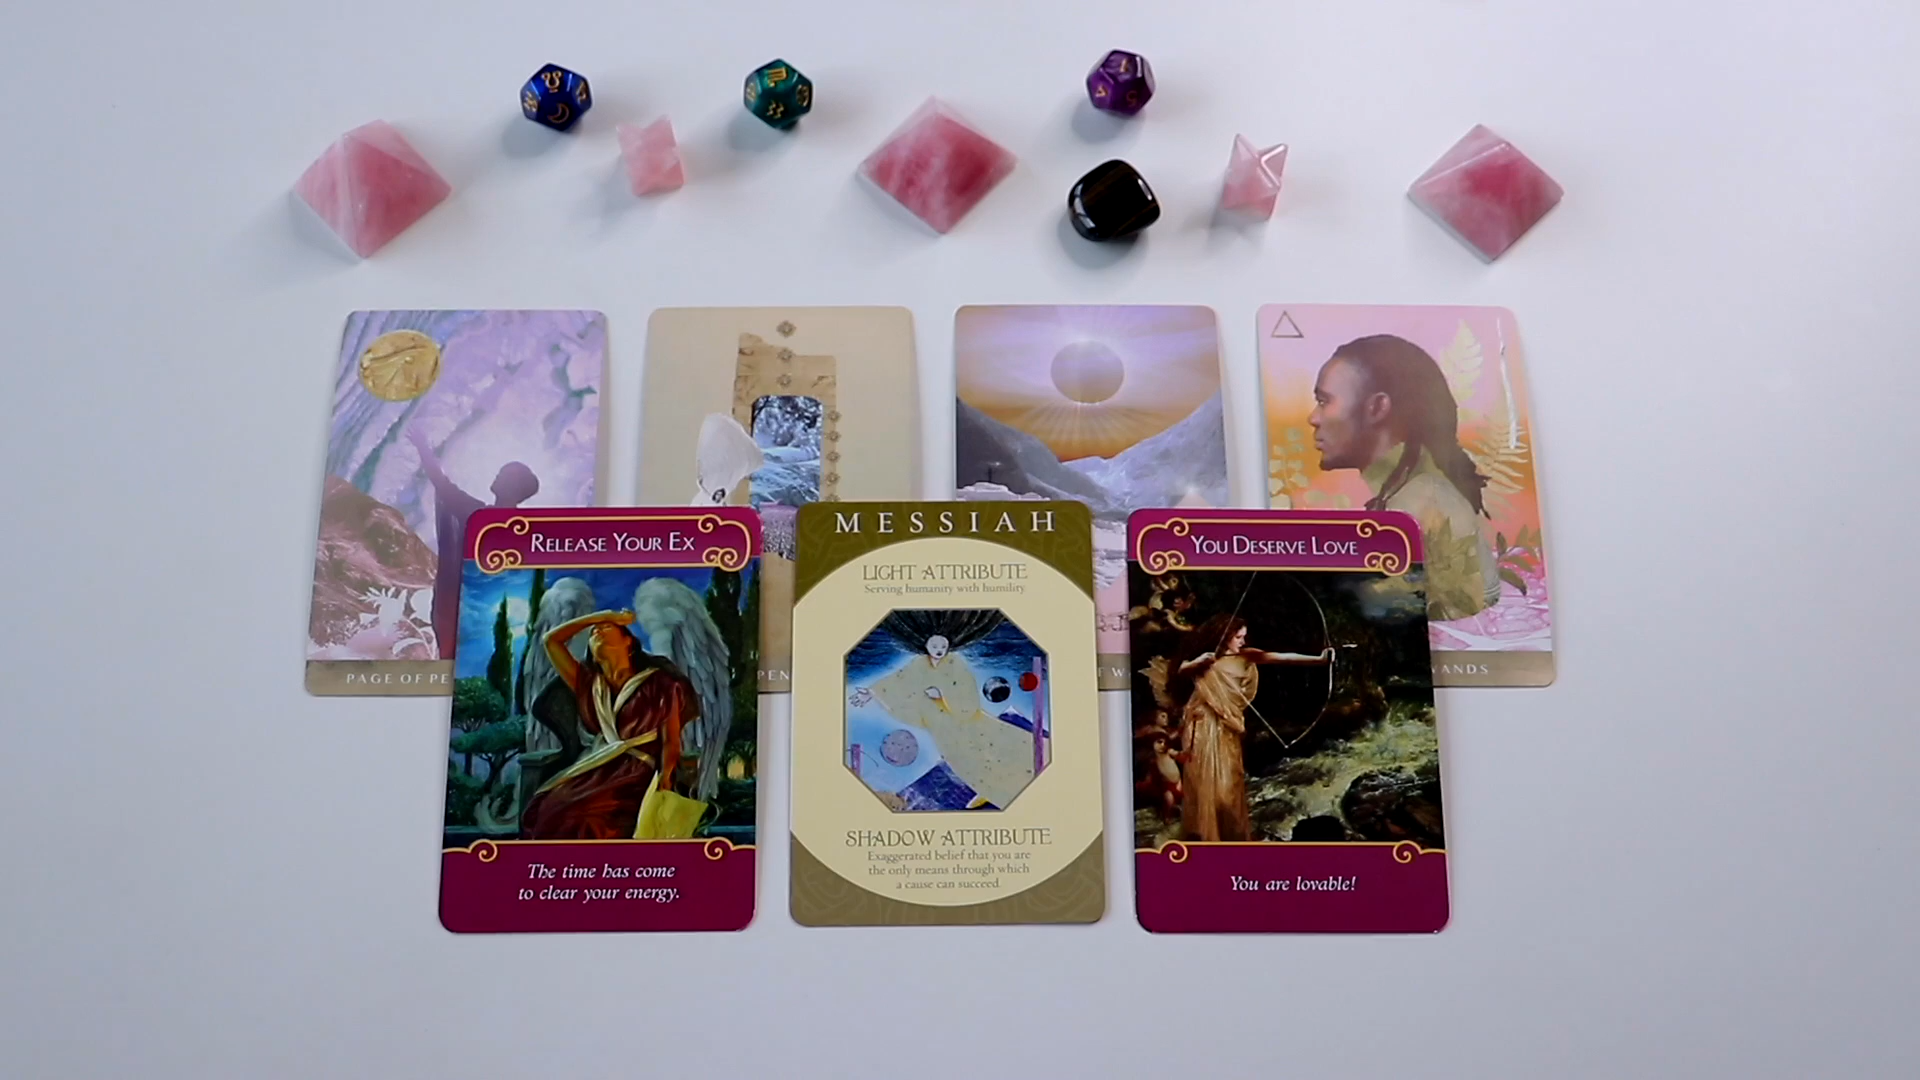 PAGE OF PE
PEN
E W
WANDS
RELEASE YOUR EX
The time has come
to clear your energy.
MESSIAH
LIGHT ATTRIBUTE
Serving humanity with humility.
SHADOW ATTRIBUTE
Exaggerated belief that you are
the only means through which
a cause can succeed.
YOU DESERVE LOVE
You are lovable!